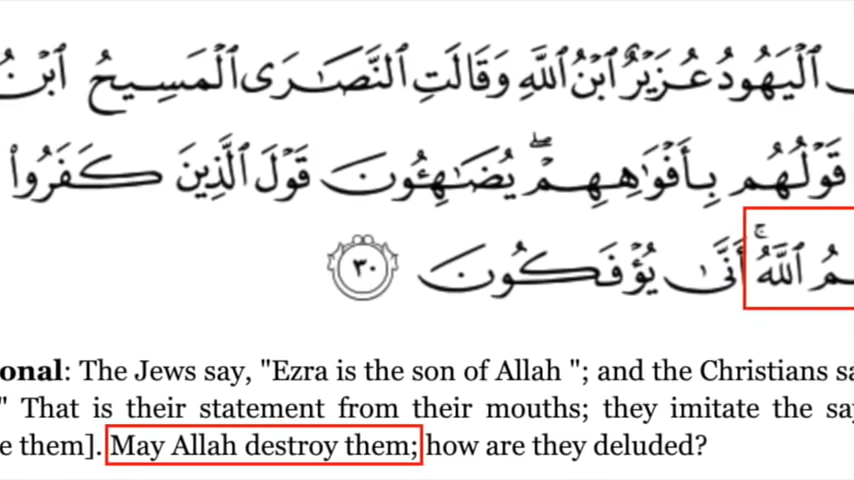 ٱلْيَهُودُ عُزَيْرٌ ٱبْنُ ٱللَّهِ وَقَالَتِ ٱلنَّصَـٰرَى ٱلْمَسِيحُ ٱبْنُ
قَوْلُهُم بِأَفْوَٰهِهِمْ ۖ يُضَـٰهِـُٔونَ قَوْلَ ٱلَّذِينَ كَفَرُوا۟
ٱللَّهُ ۚ أَنَّىٰ يُؤْفَكُونَ ٣٠
onal: The Jews say, "Ezra is the son of Allah "; and the Christians sa
" That is their statement from their mouths; they imitate the say
e them]. May Allah destroy them; how are they deluded?